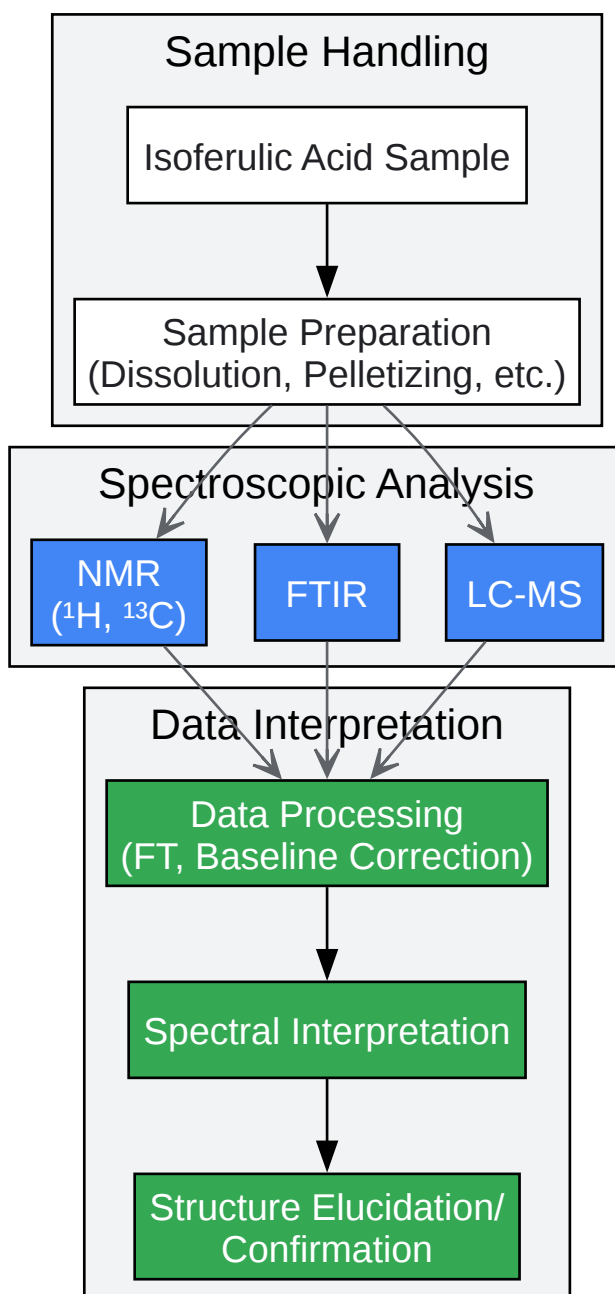 Sample Handling
Isoferulic Acid Sample
Sample Preparation
(Dissolution, Pelletizing, etc.)
Spectroscopic Analysis
NMR
(¹H, ¹³C)
FTIR
LC-MS
Data Interpretation
Data Processing
(FT, Baseline Correction)
Spectral Interpretation
Structure Elucidation/
Confirmation